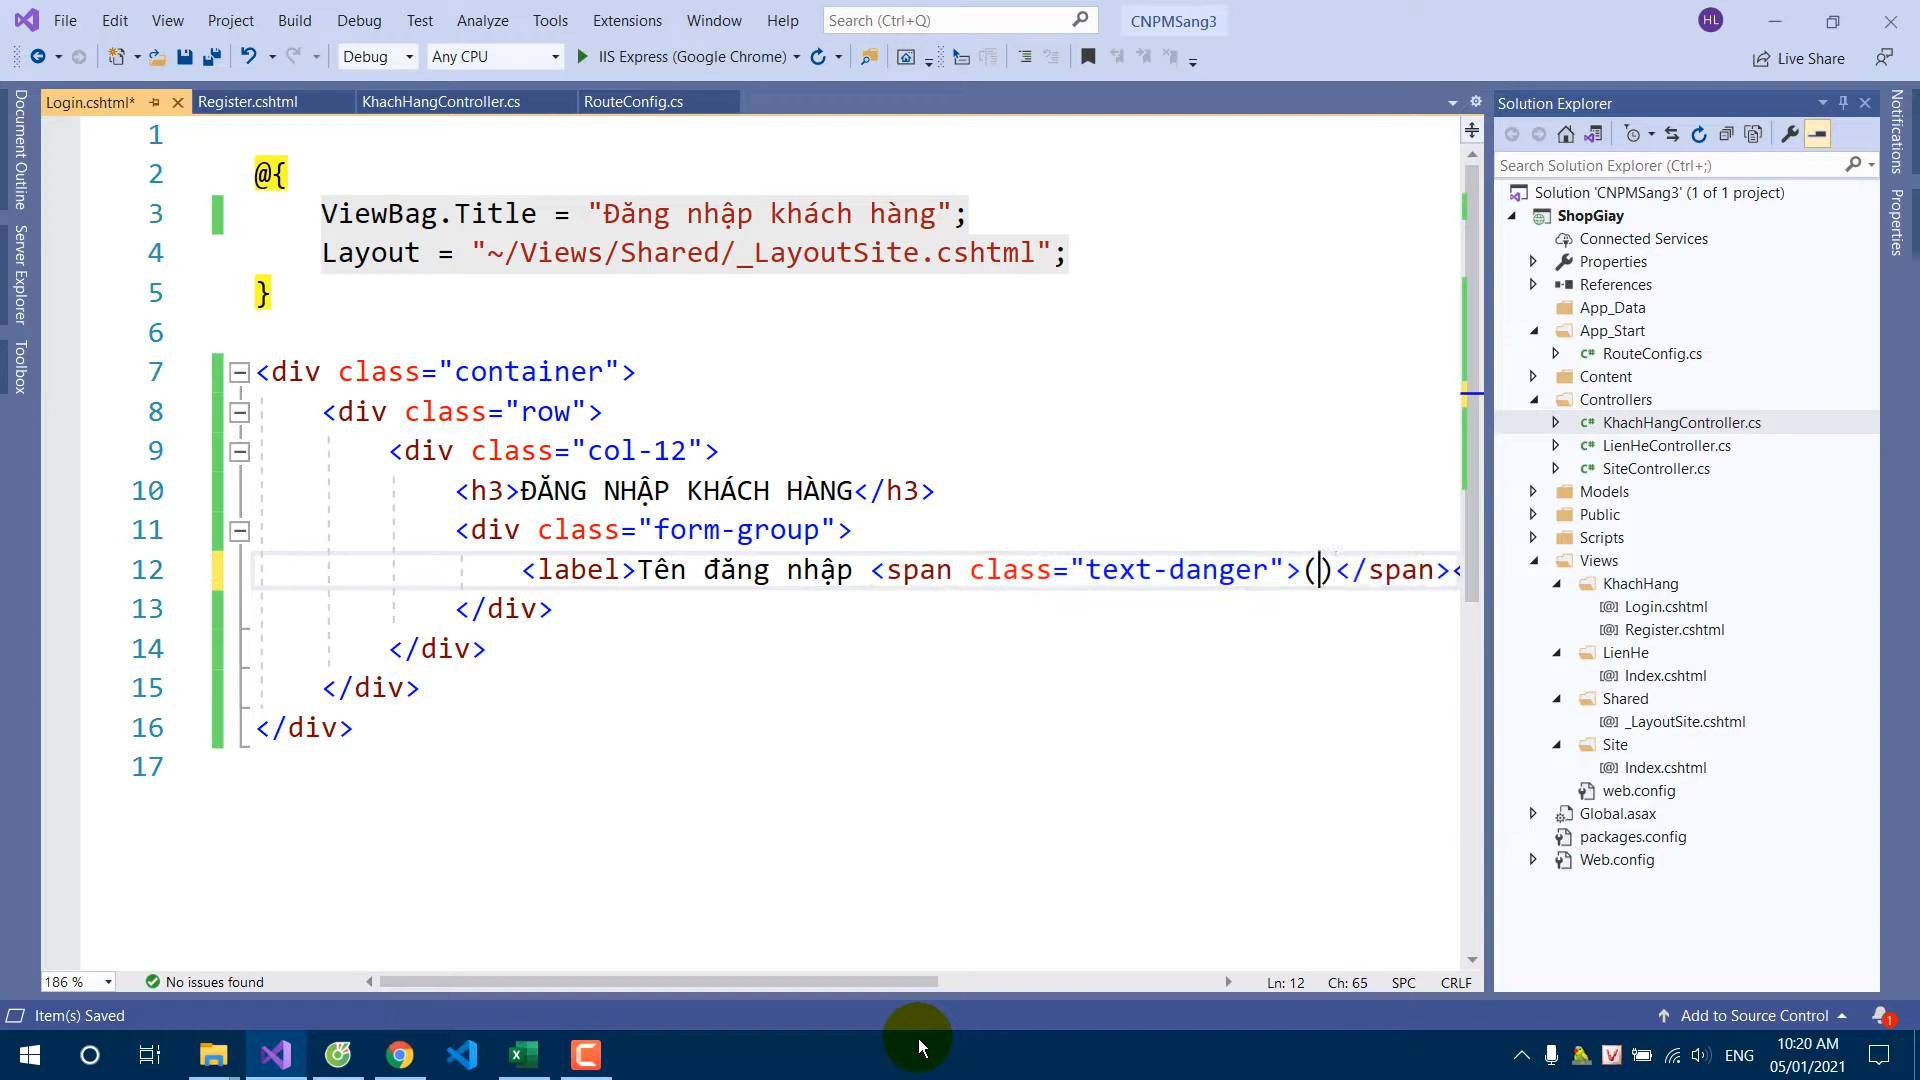 File Edit View Project Build Debug Test Analyze Tools Extensions Window Help Search (Ctrl+Q) CNPMSang3 HL
Debug Any CPU IIS Express (Google Chrome) Live Share
Login.cshtml* Register.cshtml KhachHangController.cs RouteConfig.cs
Document Outline
Server Explorer
Toolbox
1
2 @{
3 ViewBag.Title = "Đăng nhập khách hàng";
4 Layout = "~/Views/Shared/_LayoutSite.cshtml";
5 }
6
7 <div class="container">
8 <div class="row">
9 <div class="col-12">
10 <h3>ĐĂNG NHẬP KHÁCH HÀNG</h3>
11 <div class="form-group">
12 <label>Tên đăng nhập <span class="text-danger">()</span><
13 </div>
14 </div>
15 </div>
16 </div>
17
186 % No issues found Ln: 12 Ch: 65 SPC CRLF
Solution Explorer
Search Solution Explorer (Ctrl+;)
Solution 'CNPMSang3' (1 of 1 project)
ShopGiay
Connected Services
Properties
References
App_Data
App_Start
C# RouteConfig.cs
Content
Controllers
C# KhachHangController.cs
C# LienHeController.cs
C# SiteController.cs
Models
Public
Scripts
Views
KhachHang
[@] Login.cshtml
[@] Register.cshtml
LienHe
[@] Index.cshtml
Shared
[@] _LayoutSite.cshtml
Site
[@] Index.cshtml
web.config
Global.asax
packages.config
Web.config
Notifications
Properties
Item(s) Saved Add to Source Control 1
ENG 10:20 AM
05/01/2021